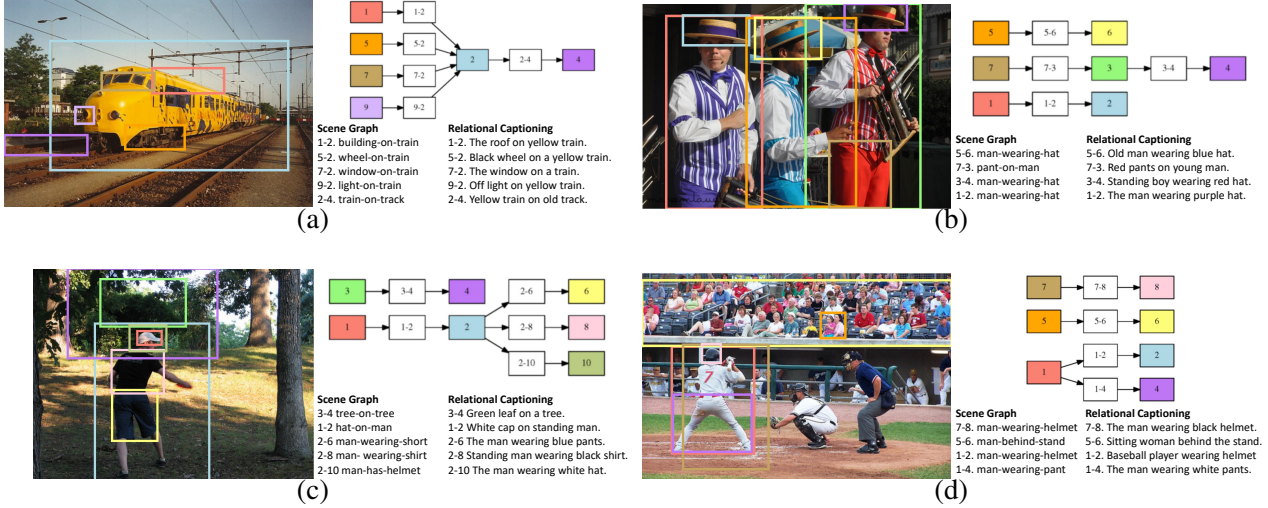 1
1-2
5
5-2
2
2-4
4
7
7-2
9
9-2
Scene Graph
1-2. building-on-train
5-2. wheel-on-train
7-2. window-on-train
9-2. light-on-train
2-4. train-on-track
Relational Captioning
1-2. The roof on yellow train.
5-2. Black wheel on a yellow train.
7-2. The window on a train.
9-2. Off light on yellow train.
2-4. Yellow train on old track.
(a)
5
5-6
6
7
7-3
3
3-4
4
1
1-2
2
Scene Graph
5-6. man-wearing-hat
7-3. pant-on-man
3-4. man-wearing-hat
1-2. man-wearing-hat
Relational Captioning
5-6. Old man wearing blue hat.
7-3. Red pants on young man.
3-4. Standing boy wearing red hat.
1-2. The man wearing purple hat.
(b)
3
3-4
4
2-6
6
1
1-2
2
2-8
8
2-10
10
Scene Graph
3-4 tree-on-tree
1-2 hat-on-man
2-6 man-wearing-short
2-8 man- wearing-shirt
2-10 man-has-helmet
Relational Captioning
3-4 Green leaf on a tree.
1-2 White cap on standing man.
2-6 The man wearing blue pants.
2-8 Standing man wearing black shirt.
2-10 The man wearing white hat.
(c)
7
7
7-8
8
5
5-6
6
1
1-2
2
1-4
4
Scene Graph
7-8. man-wearing-helmet
5-6. man-behind-stand
1-2. man-wearing-helmet
1-4. man-wearing-pant
Relational Captioning
7-8. The man wearing black helmet.
5-6. Sitting woman behind the stand.
1-2. Baseball player wearing helmet
1-4. The man wearing white pants.
(d)